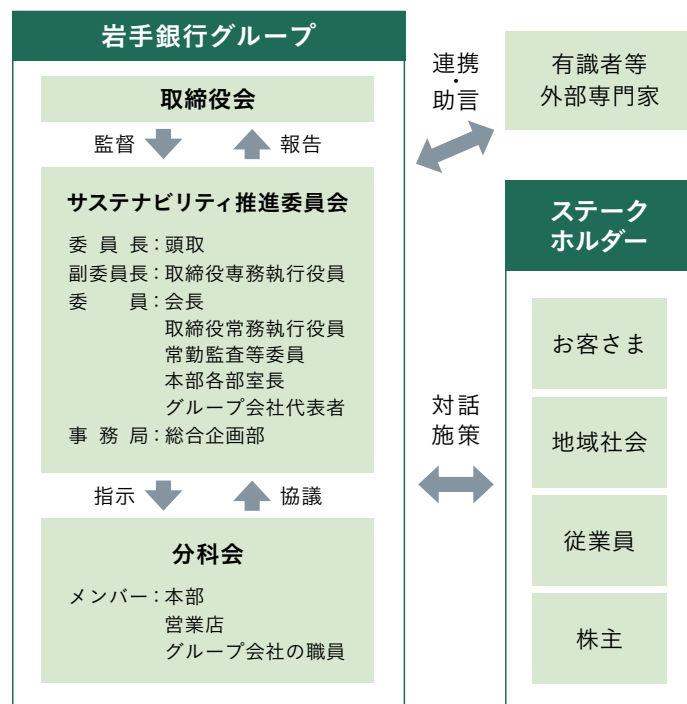 岩手銀行グループ
取締役会
監督
報告
サステナビリティ推進委員会
委員長：頭取
副委員長：取締役専務執行役員
委員：会長
取締役常務執行役員
常勤監査等委員
本部各部室長
グループ会社代表者
事務局：総合企画部
指示
協議
分科会
メンバー：本部
営業店
グループ会社の職員
連携
・
助言
有識者等
外部専門家
対話
施策
ステーク
ホルダー
お客さま
地域社会
従業員
株主